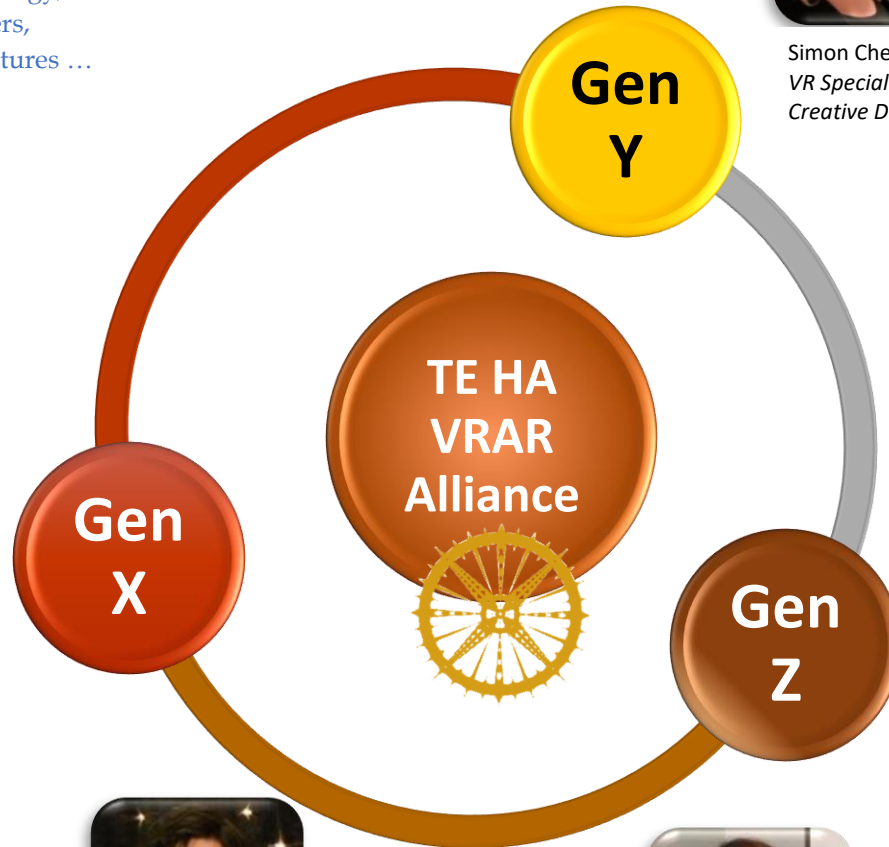 ers,
tures …
Simon Che
VR Special
Creative D
Gen
Y
TE HA
VRAR
Alliance
Gen
X
Gen
Z